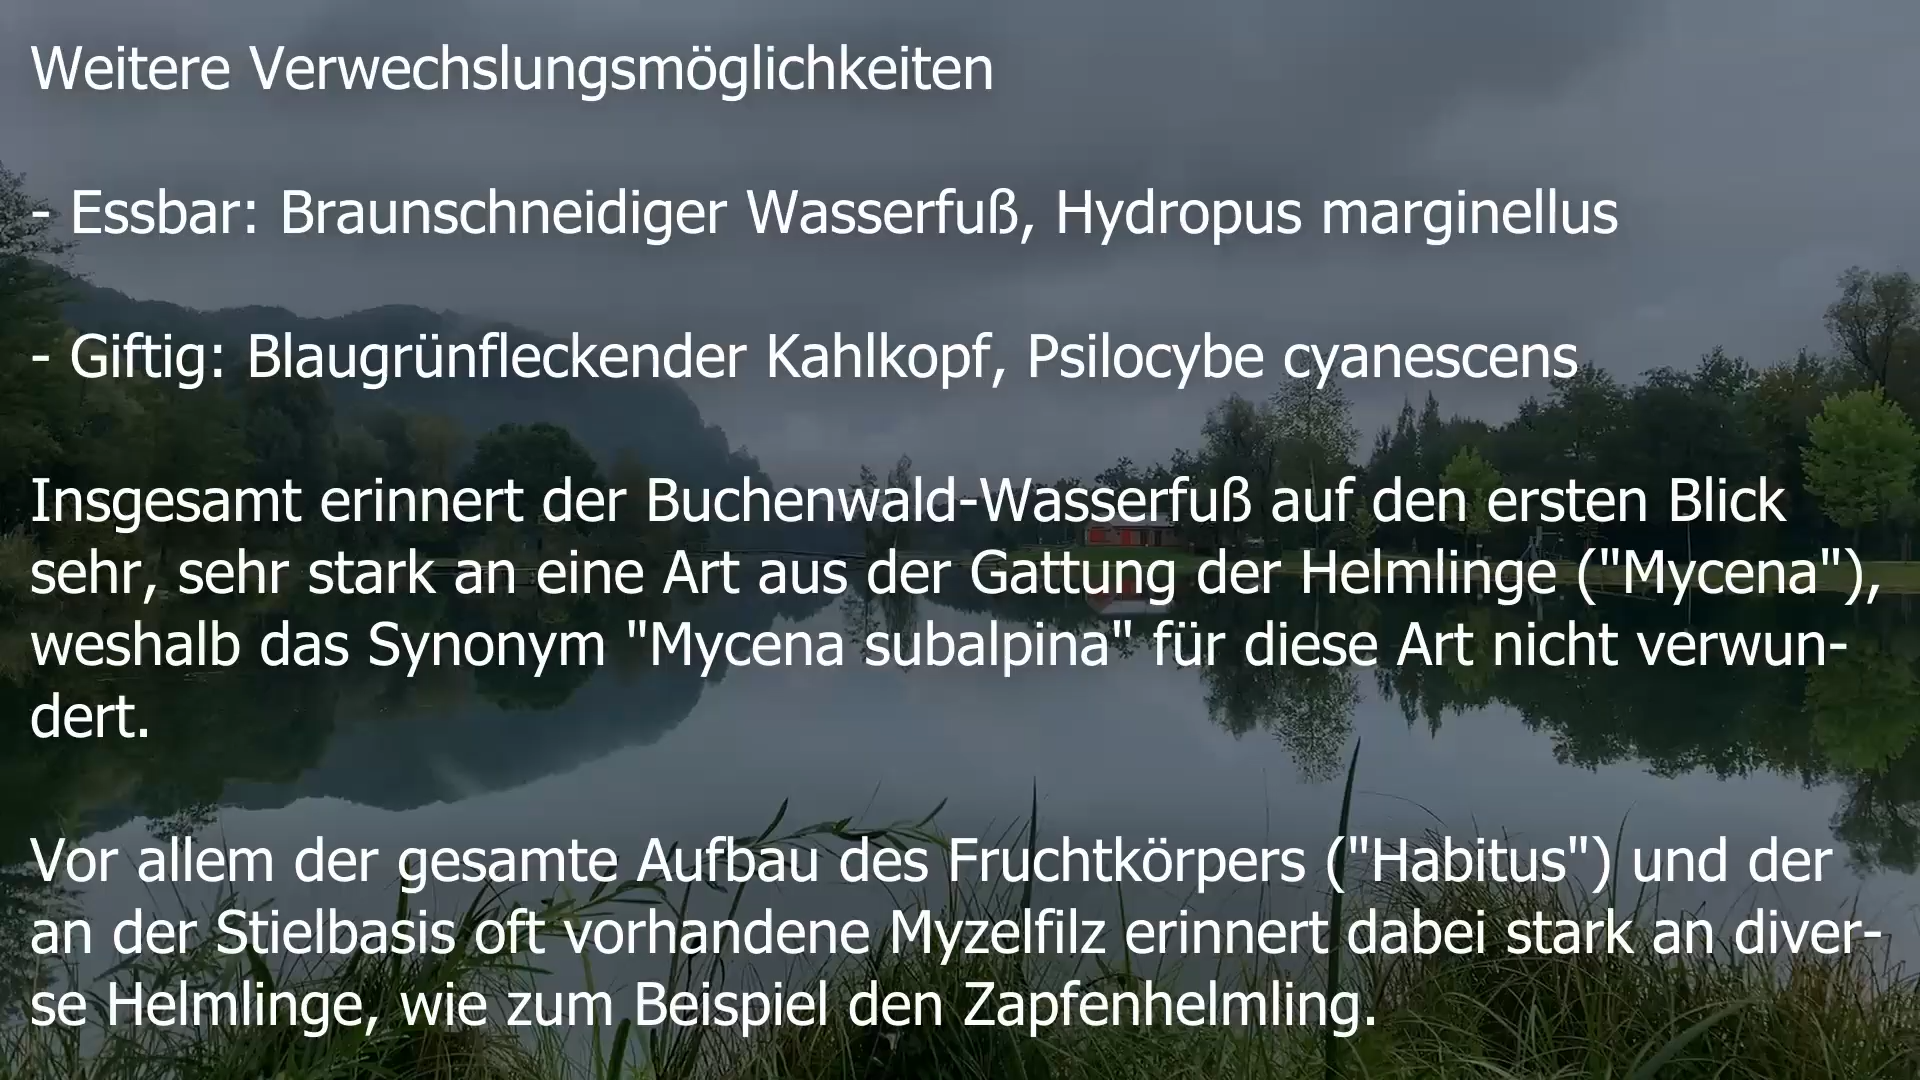 Weitere Verwechslungsmöglichkeiten
- Essbar: Braunschneidiger Wasserfuß, Hydropus marginellus
- Giftig: Blaugrünfleckender Kahlkopf, Psilocybe cyanescens
Insgesamt erinnert der Buchenwald-Wasserfuß auf den ersten Blick
sehr, sehr stark an eine Art aus der Gattung der Helmlinge ("Mycena"),
weshalb das Synonym "Mycena subalpina" für diese Art nicht verwun-
dert.
Vor allem der gesamte Aufbau des Fruchtkörpers ("Habitus") und der
an der Stielbasis oft vorhandene Myzelfilz erinnert dabei stark an diver-
se Helmlinge, wie zum Beispiel den Zapfenhelmling.